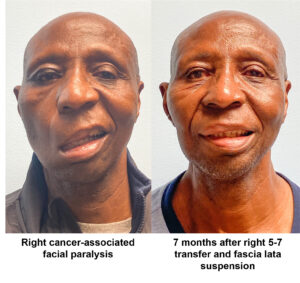 Right cancer-associated
facial paralysis
7 months after right 5-7
transfer and fascia lata
suspension